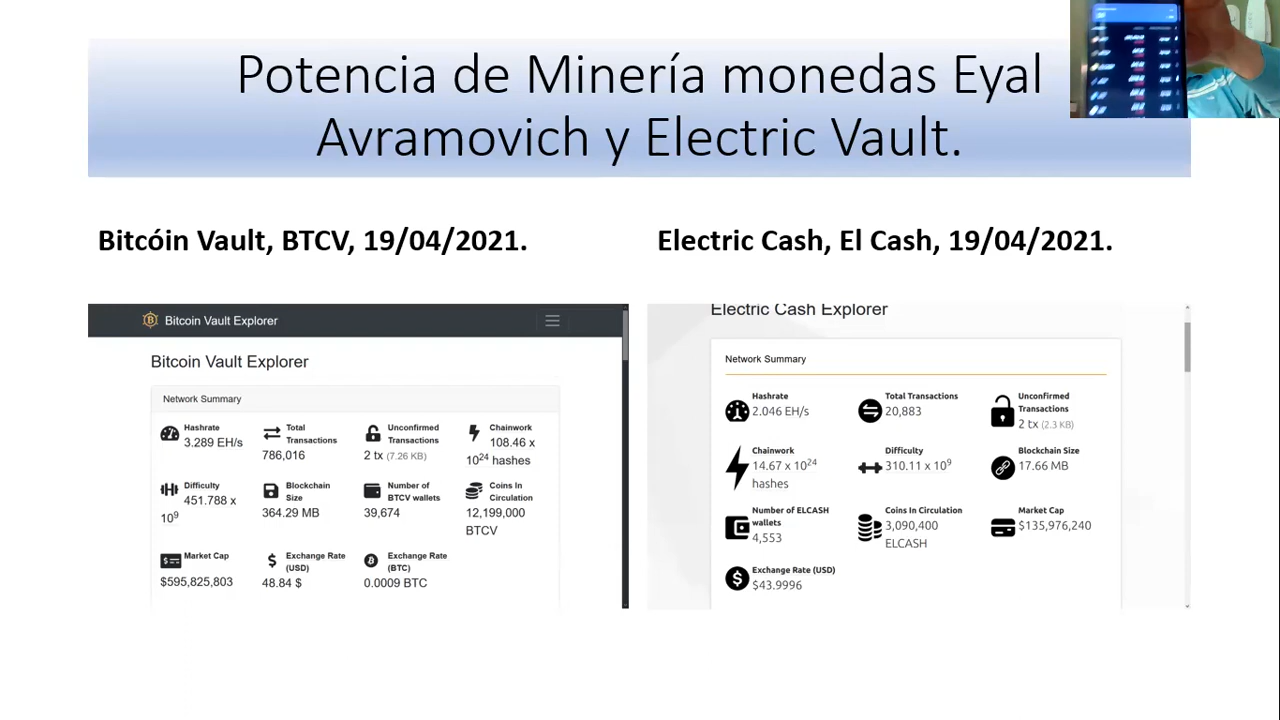 Potencia de Minería monedas Eyal
Avramovich y Electric Vault.
Bitcóin Vault, BTCV, 19/04/2021.
Electric Cash, El Cash, 19/04/2021.
Bitcoin Vault Explorer
Bitcoin Vault Explorer
Network Summary
Hashrate
3.289 EH/s
Total
Transactions
786,016
Unconfirmed
Transactions
2 tx (7.26 KB)
Chainwork
108.46 x
10²⁴ hashes
Difficulty
451.788 x
10⁹
Blockchain
Size
364.29 MB
Number of
BTCV wallets
39,674
Coins In
Circulation
12,199,000
BTCV
Market Cap
$595,825,803
Exchange Rate
(USD)
48.84 $
Exchange Rate
(BTC)
0.0009 BTC
Electric Cash Explorer
Network Summary
Hashrate
2.046 EH/s
Total Transactions
20,883
Unconfirmed
Transactions
2 tx (2.3 KB)
Chainwork
14.67 x 10²⁴
hashes
Difficulty
310.11 x 10⁹
Blockchain Size
17.66 MB
Number of ELCASH
wallets
4,553
Coins In Circulation
3,090,400
ELCASH
Market Cap
$135,976,240
Exchange Rate (USD)
$43.9996